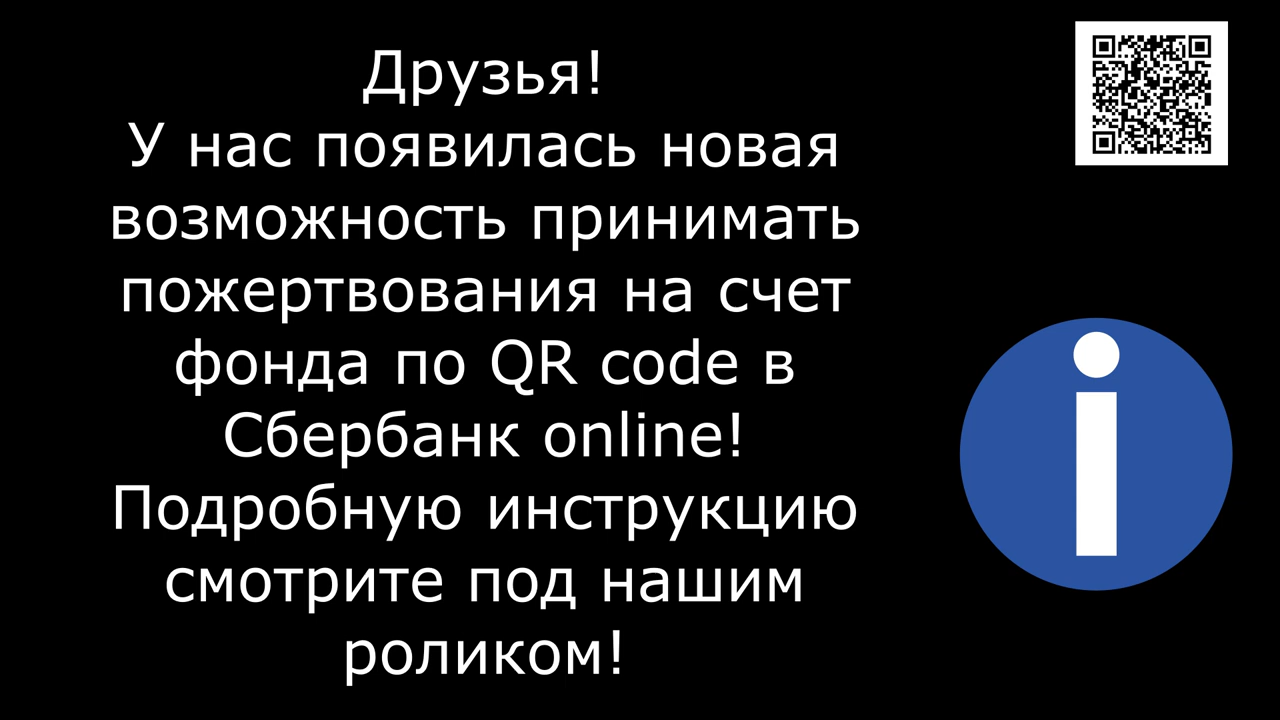 Друзья!
У нас появилась новая
возможность принимать
пожертвования на счет
фонда по QR code в
Сбербанк online!
Подробную инструкцию
смотрите под нашим
роликом!